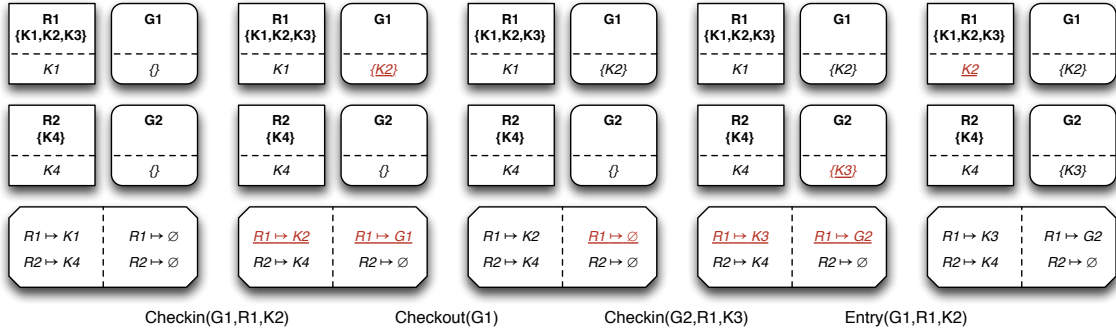 R1 G1 R1 G1 R1 G1 R1 G1 R1 G1
{K1,K2,K3} {K1,K2,K3} {K1,K2,K3} {K1,K2,K3} {K1,K2,K3}
K1 {} K1 {K2} K1 {K2} K1 {K2} K2 {K2}
R2 G2 R2 G2 R2 G2 R2 G2 R2 G2
{K4} {K4} {K4} {K4} {K4}
K4 {} K4 {} K4 {} K4 {K3} K4 {K3}
R1 ↦ K1 R1 ↦ ∅ R1 ↦ K2 R1 ↦ G1 R1 ↦ K2 R1 ↦ ∅ R1 ↦ K3 R1 ↦ G2 R1 ↦ K3 R1 ↦ G2
R2 ↦ K4 R2 ↦ ∅ R2 ↦ K4 R2 ↦ ∅ R2 ↦ K4 R2 ↦ ∅ R2 ↦ K4 R2 ↦ ∅ R2 ↦ K4 R2 ↦ ∅
Checkin(G1,R1,K2) Checkout(G1) Checkin(G2,R1,K3) Entry(G1,R1,K2)